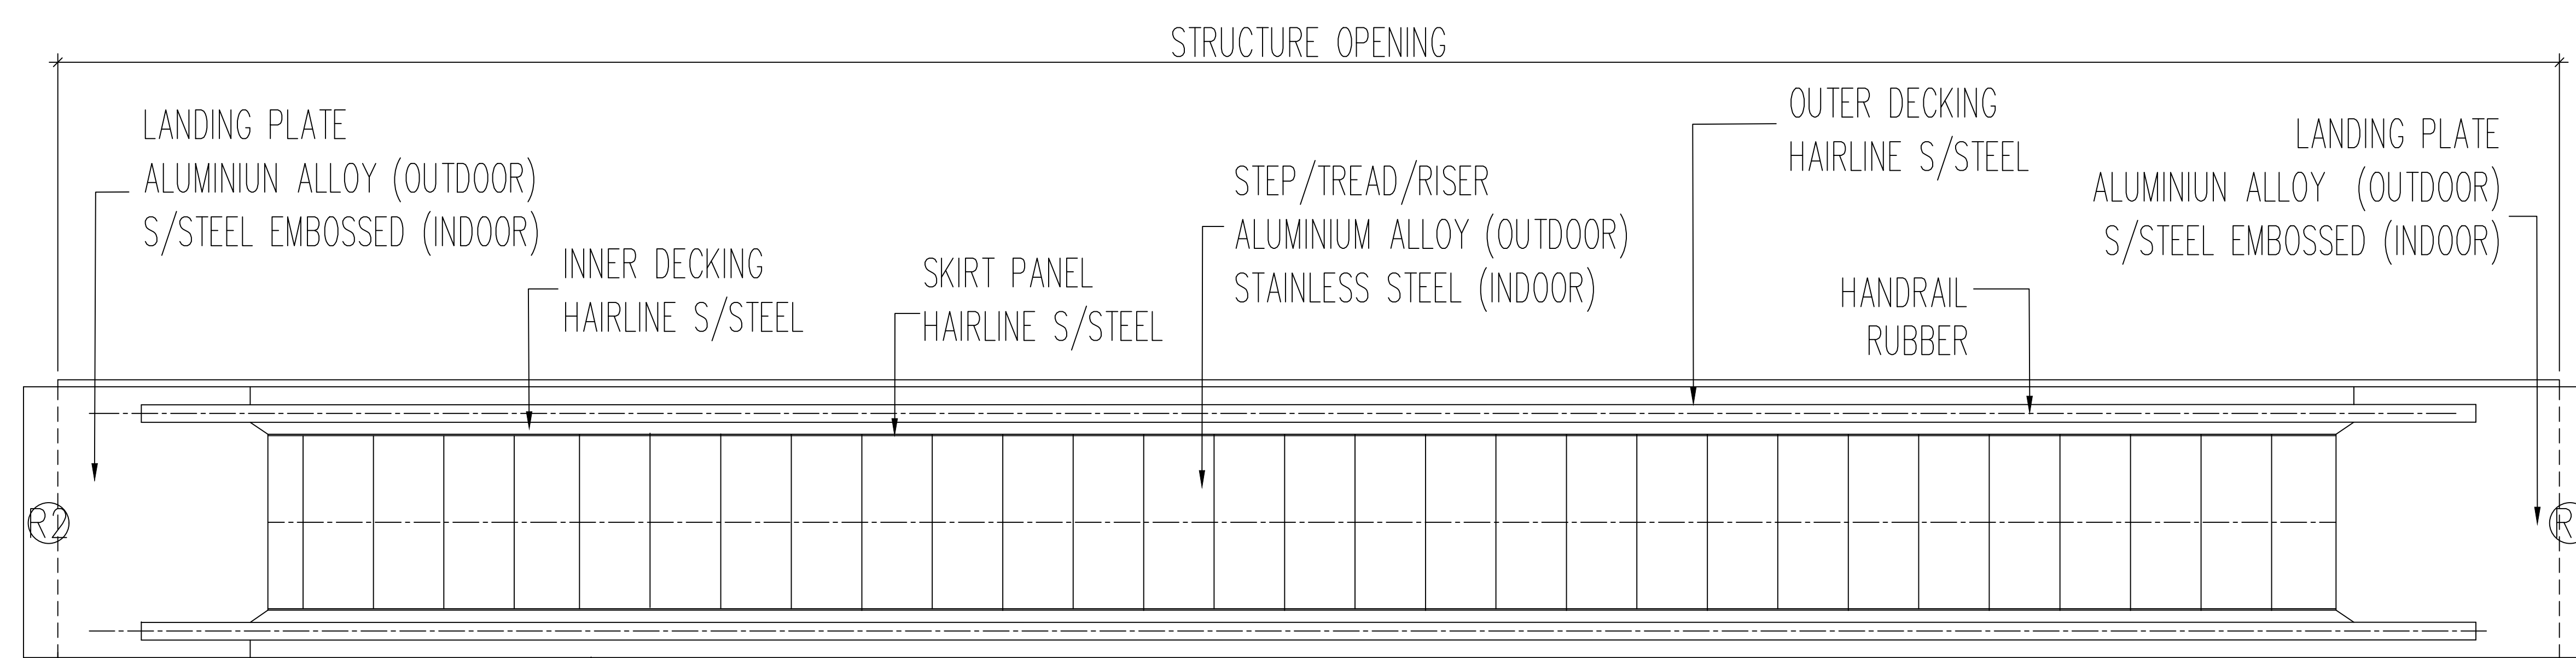 STRUCTURE OPENING
LANDING PLATE
ALUMINIUN ALLOY (OUTDOOR)
S/STEEL EMBOSSED (INDOOR)
INNER DECKING
HAIRLINE S/STEEL
SKIRT PANEL
HAIRLINE S/STEEL
STEP/TREAD/RISER
ALUMINIUM ALLOY (OUTDOOR)
STAINLESS STEEL (INDOOR)
OUTER DECKING
HAIRLINE S/STEEL
HANDRAIL
RUBBER
LANDING PLATE
ALUMINIUN ALLOY (OUTDOOR)
S/STEEL EMBOSSED (INDOOR)
R2